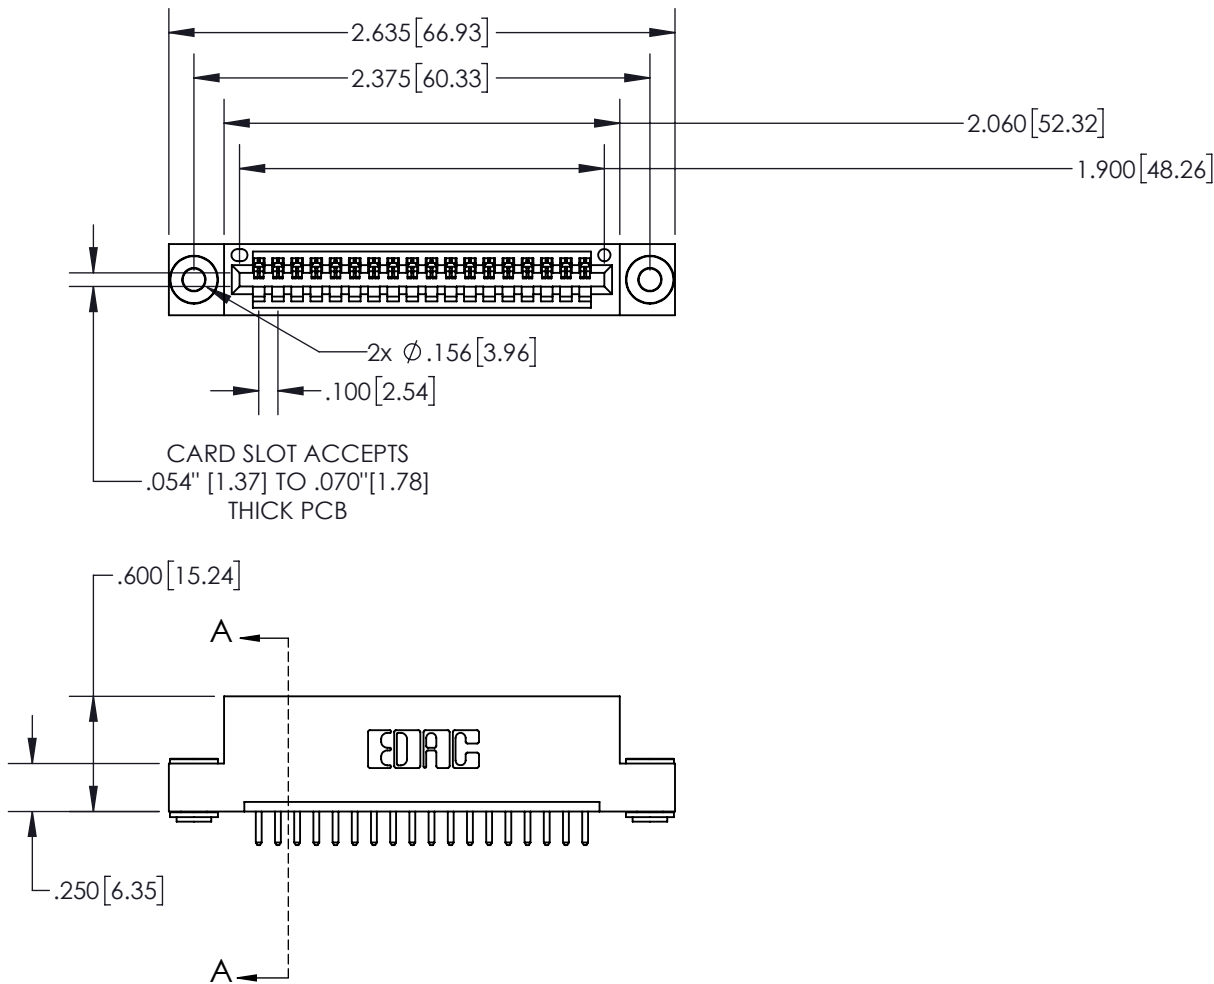 2.635[66.93]
2.375[60.33]
2.060[52.32]
1.900[48.26]
2x Ø.156[3.96]
.100[2.54]
CARD SLOT ACCEPTS
.054" [1.37] TO .070"[1.78]
THICK PCB
.600[15.24]
A
EDAC
.250[6.35]
A